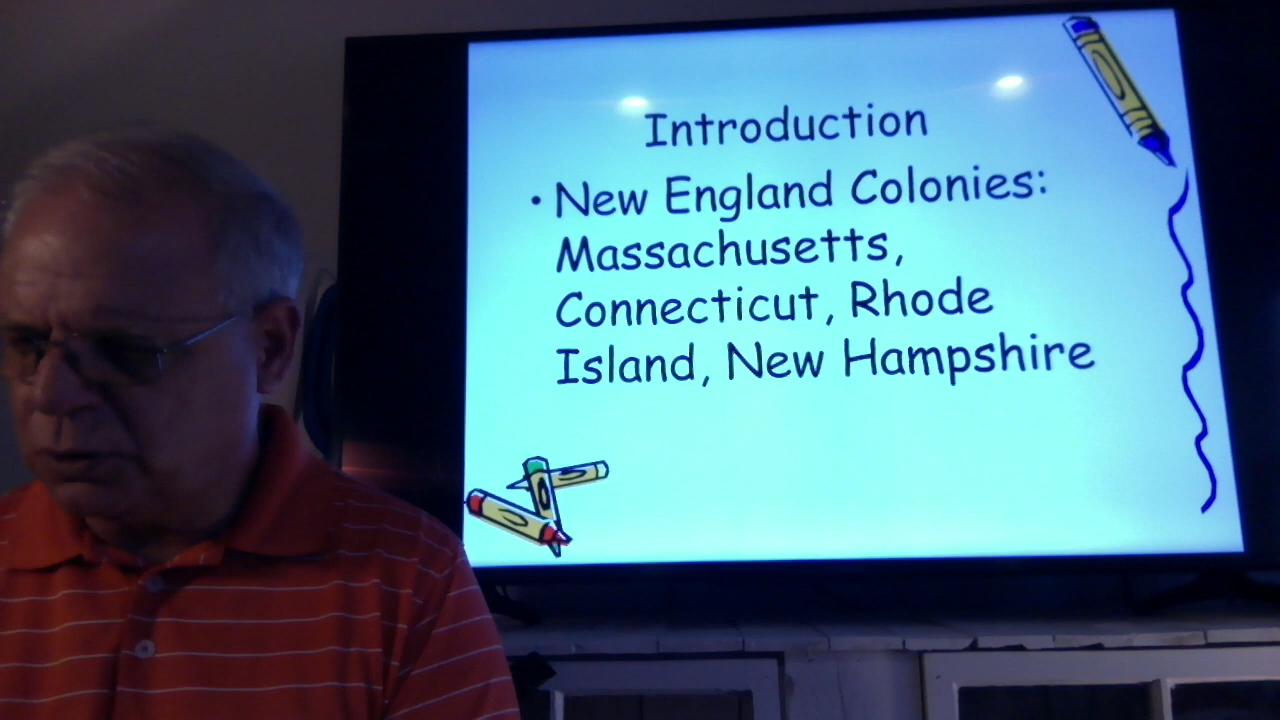 Introduction
• New England Colonies:
Massachusetts,
Connecticut, Rhode
Island, New Hampshire